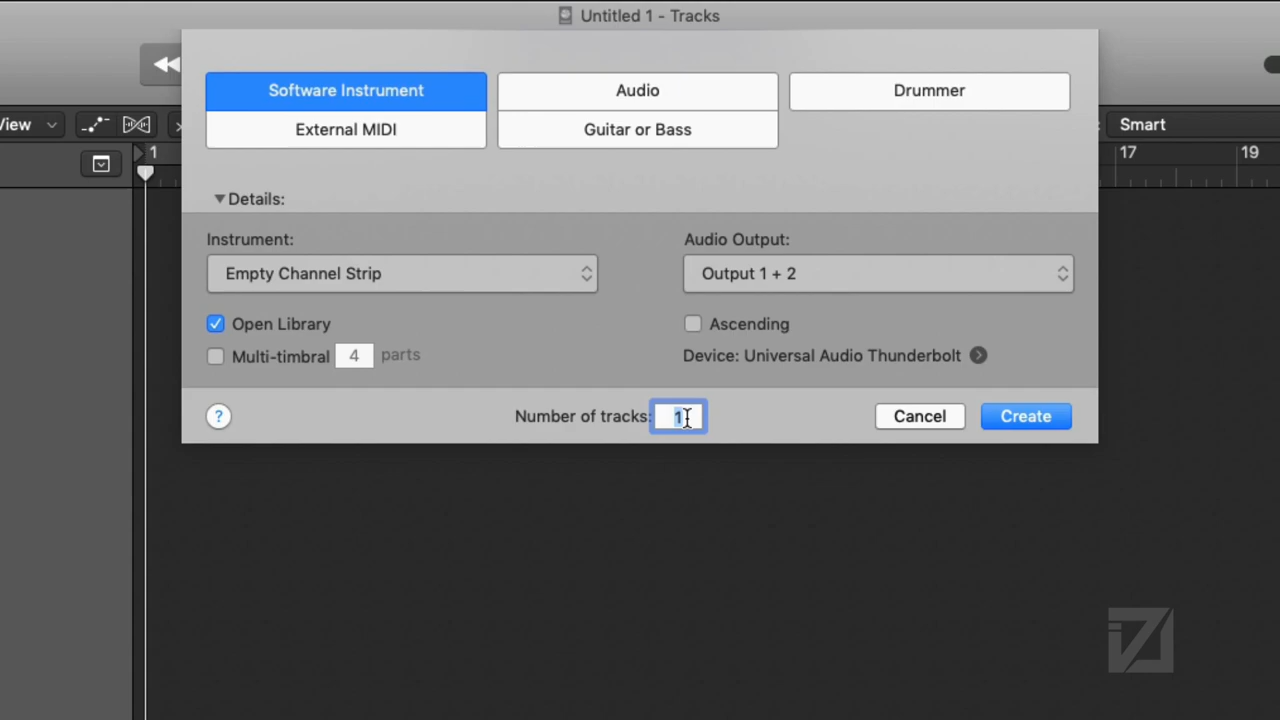 Untitled 1 - Tracks
Software Instrument
Audio
Drummer
External MIDI
Guitar or Bass
View
Smart
1
17
19
Details:
Instrument:
Audio Output:
Empty Channel Strip
Output 1 + 2
Open Library
Ascending
Multi-timbral 4 parts
Device: Universal Audio Thunderbolt
?
Number of tracks: 1
Cancel
Create